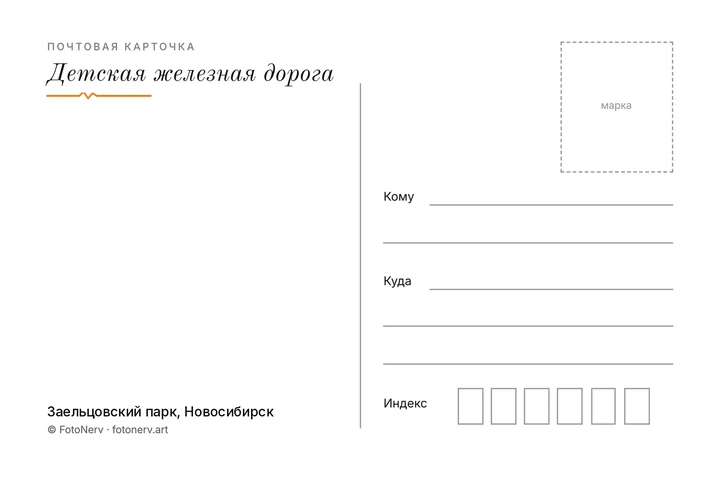 ПОЧТОВАЯ КАРТОЧКА
Детская железная дорога
марка
Кому
Куда
Индекс
Заельцовский парк, Новосибирск
© FotoNerv · fotonerv.art